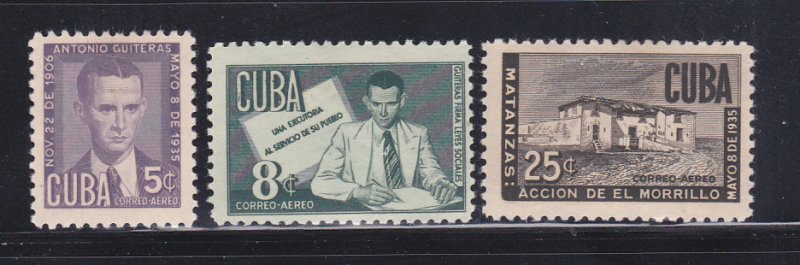 ANTONIO GUITERAS
NOV. 22 DE 1906
MAYO 8 DE 1935
CUBA
5¢
CORREO-AEREO
CUBA
UNA EJECUTORIA
AL SERVICIO DE SU PUEBLO
GUITERAS FIRMA LEYES SOCIALES
8¢
CORREO-AEREO
MATANZAS:
CUBA
25¢
CORREO-AEREO
ACCION DE EL MORRILLO
MAYO 8 DE 1935